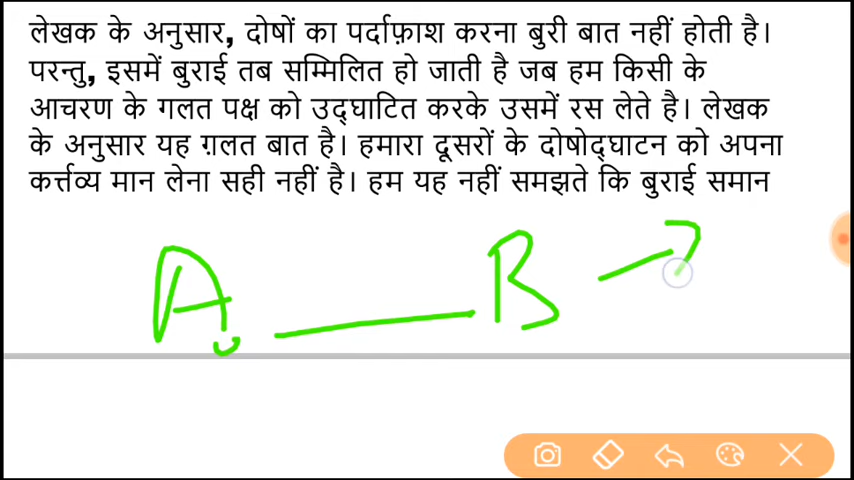 लेखक के अनुसार, दोषों का पर्दाफ़ाश करना बुरी बात नहीं होती है।
परन्तु, इसमें बुराई तब सम्मिलित हो जाती है जब हम किसी के
आचरण के गलत पक्ष को उद्घाटित करके उसमें रस लेते है। लेखक
के अनुसार यह ग़लत बात है। हमारा दूसरों के दोषोद्घाटन को अपना
कर्त्तव्य मान लेना सही नहीं है। हम यह नहीं समझते कि बुराई समान
A B